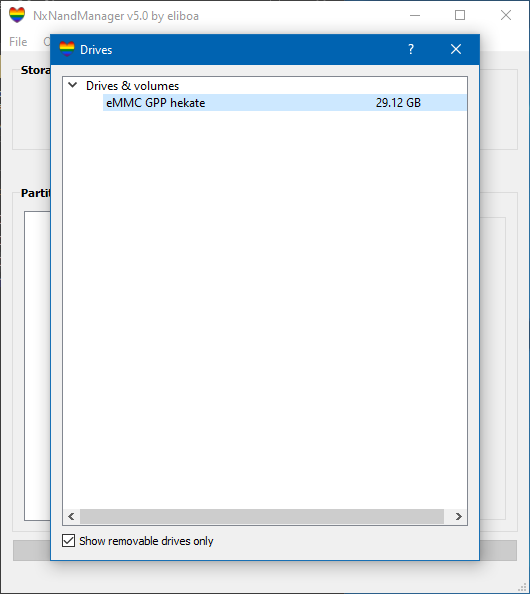 NxNandManager v5.0 by eliboa
File
Drives
?
Stora
Drives & volumes
eMMC GPP hekate 29.12 GB
Partit
Show removable drives only